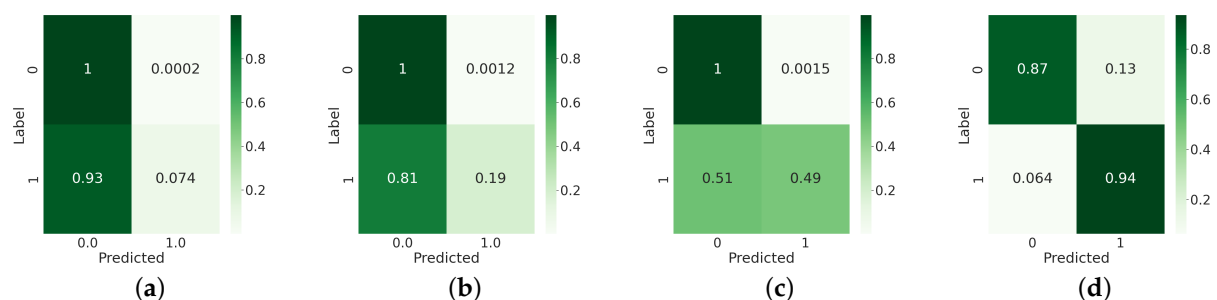 0 1 0.0002 0.8
0.6
Label
0.4
1 0.93 0.074 0.2
0.0 1.0
Predicted
(a)
0 1 0.0012 0.8
0.6
Label
0.4
1 0.81 0.19 0.2
0.0 1.0
Predicted
(b)
0 1 0.0015 0.8
0.6
Label
0.4
1 0.51 0.49 0.2
0 1
Predicted
(c)
0 0.87 0.13 0.8
0.6
Label
0.4
1 0.064 0.94 0.2
0 1
Predicted
(d)